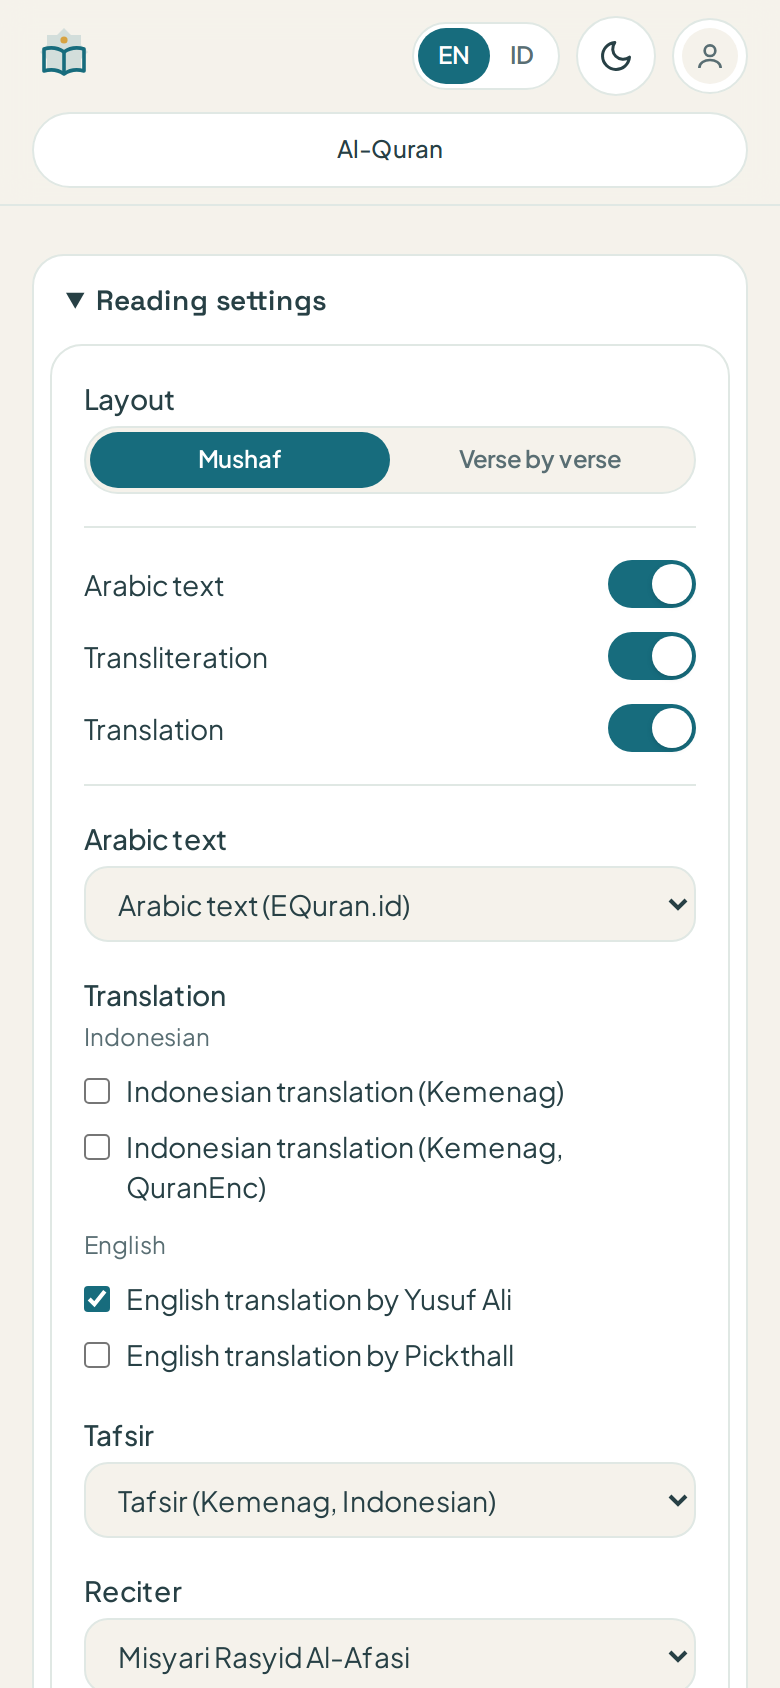 EN
ID
Al-Quran
Reading settings
Layout
Mushaf
Verse by verse
Arabic text
Transliteration
Translation
Arabic text
Arabic text (EQuran.id)
Translation
Indonesian
Indonesian translation (Kemenag)
Indonesian translation (Kemenag,
QuranEnc)
English
English translation by Yusuf Ali
English translation by Pickthall
Tafsir
Tafsir (Kemenag, Indonesian)
Reciter
Misyari Rasyid Al-Afasi